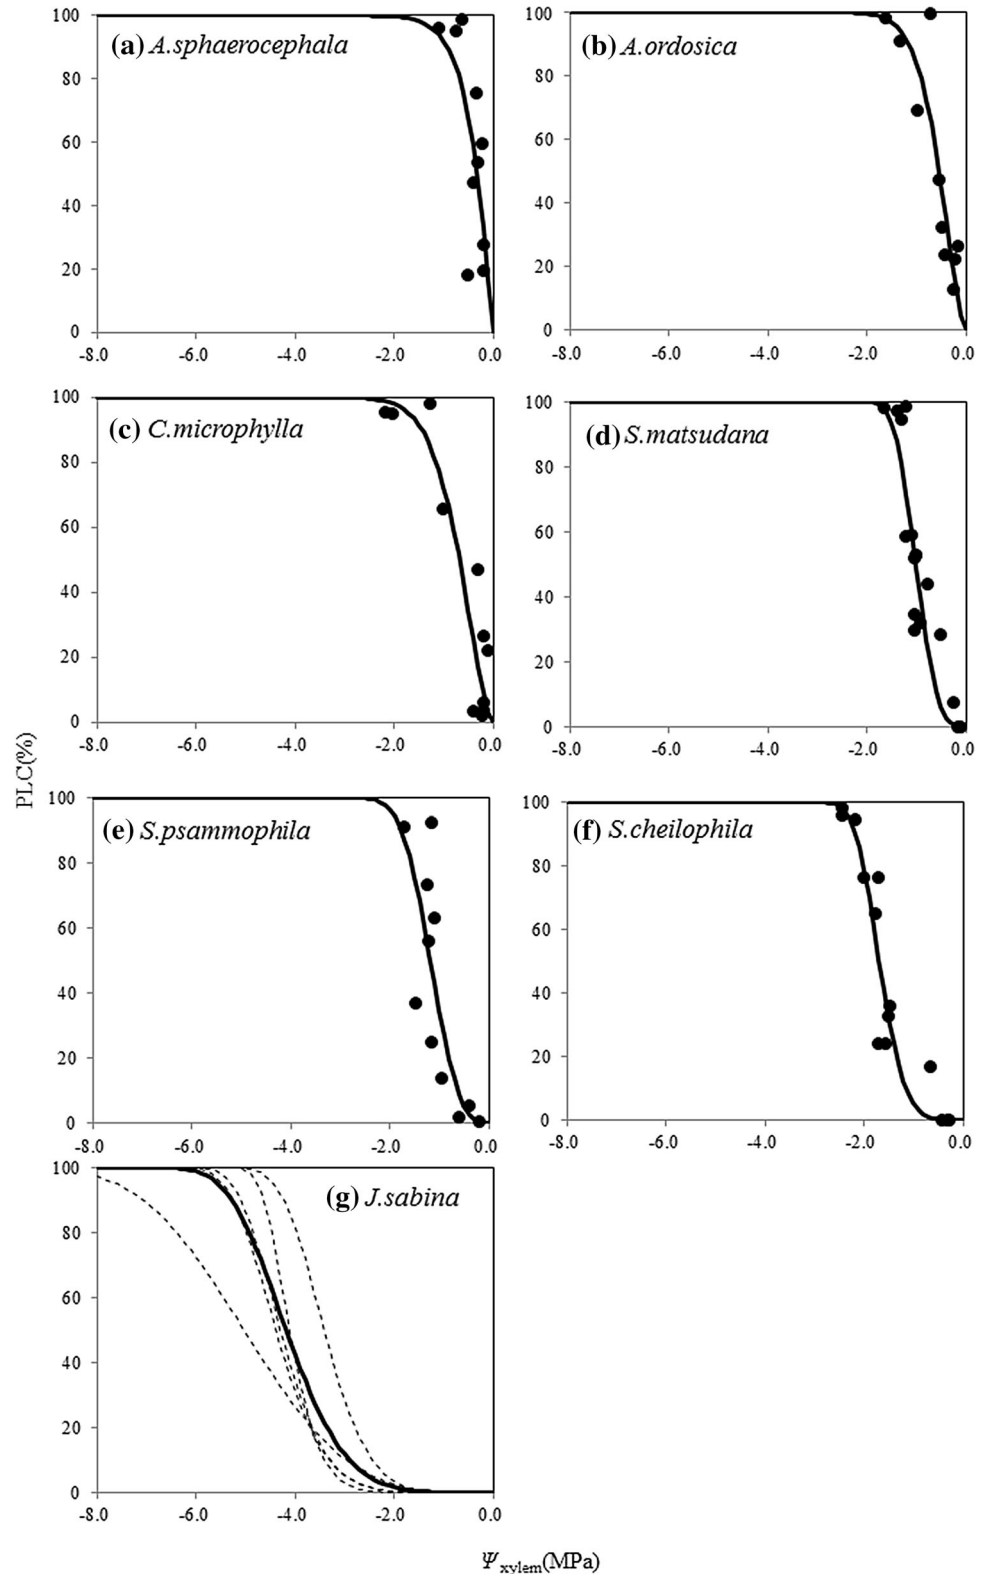 100
80
60
40
20
0
(a) A.sphaerocephala
-8.0 -6.0 -4.0 -2.0 0.0
100
80
60
40
20
0
(b) A.ordosica
-8.0 -6.0 -4.0 -2.0 0.0
100
80
60
40
20
0
(c) C.microphylla
-8.0 -6.0 -4.0 -2.0 0.0
100
80
60
40
20
0
(d) S.matsudana
-8.0 -6.0 -4.0 -2.0 0.0
PLC(%)
100
80
60
40
20
0
(e) S.psammophila
-8.0 -6.0 -4.0 -2.0 0.0
100
80
60
40
20
0
(f) S.cheilophila
-8.0 -6.0 -4.0 -2.0 0.0
100
80
60
40
20
0
(g) J.sabina
-8.0 -6.0 -4.0 -2.0 0.0
Ψxylem(MPa)